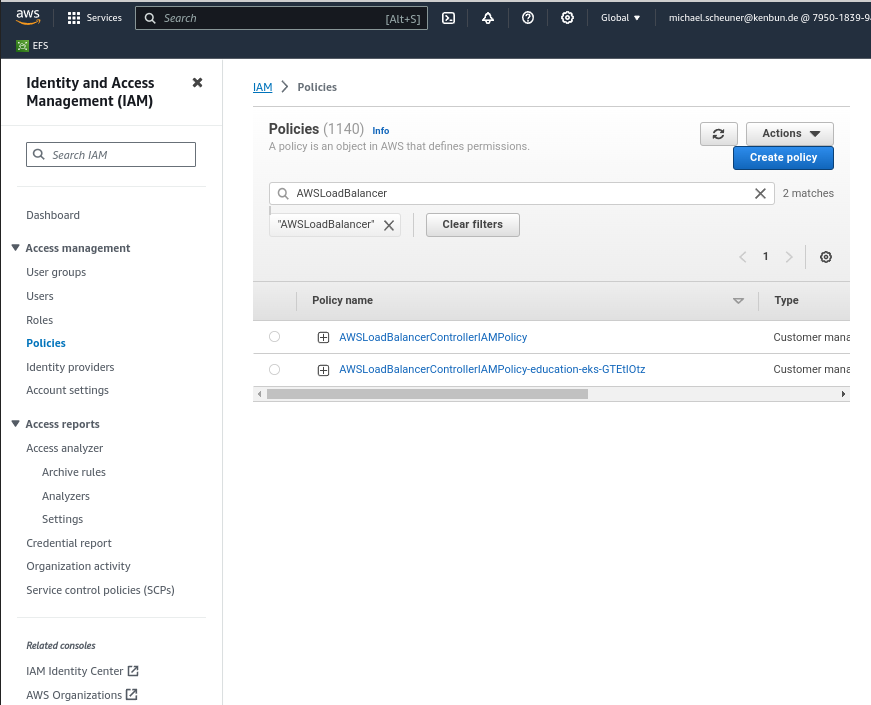 aws
Services
Search
[Alt+S]
Global
michael.scheuner@kenbun.de @ 7950-1839-9
EFS
Identity and Access
Management (IAM)
Search IAM
Dashboard
Access management
User groups
Users
Roles
Policies
Identity providers
Account settings
Access reports
Access analyzer
Archive rules
Analyzers
Settings
Credential report
Organization activity
Service control policies (SCPs)
Related consoles
IAM Identity Center
AWS Organizations
IAM > Policies
Policies (1140) Info
A policy is an object in AWS that defines permissions.
Actions
Create policy
AWSLoadBalancer
2 matches
"AWSLoadBalancer"
Clear filters
1
Policy name
Type
AWSLoadBalancerControllerIAMPolicy
Customer mana
AWSLoadBalancerControllerIAMPolicy-education-eks-GTEtIOtz
Customer mana